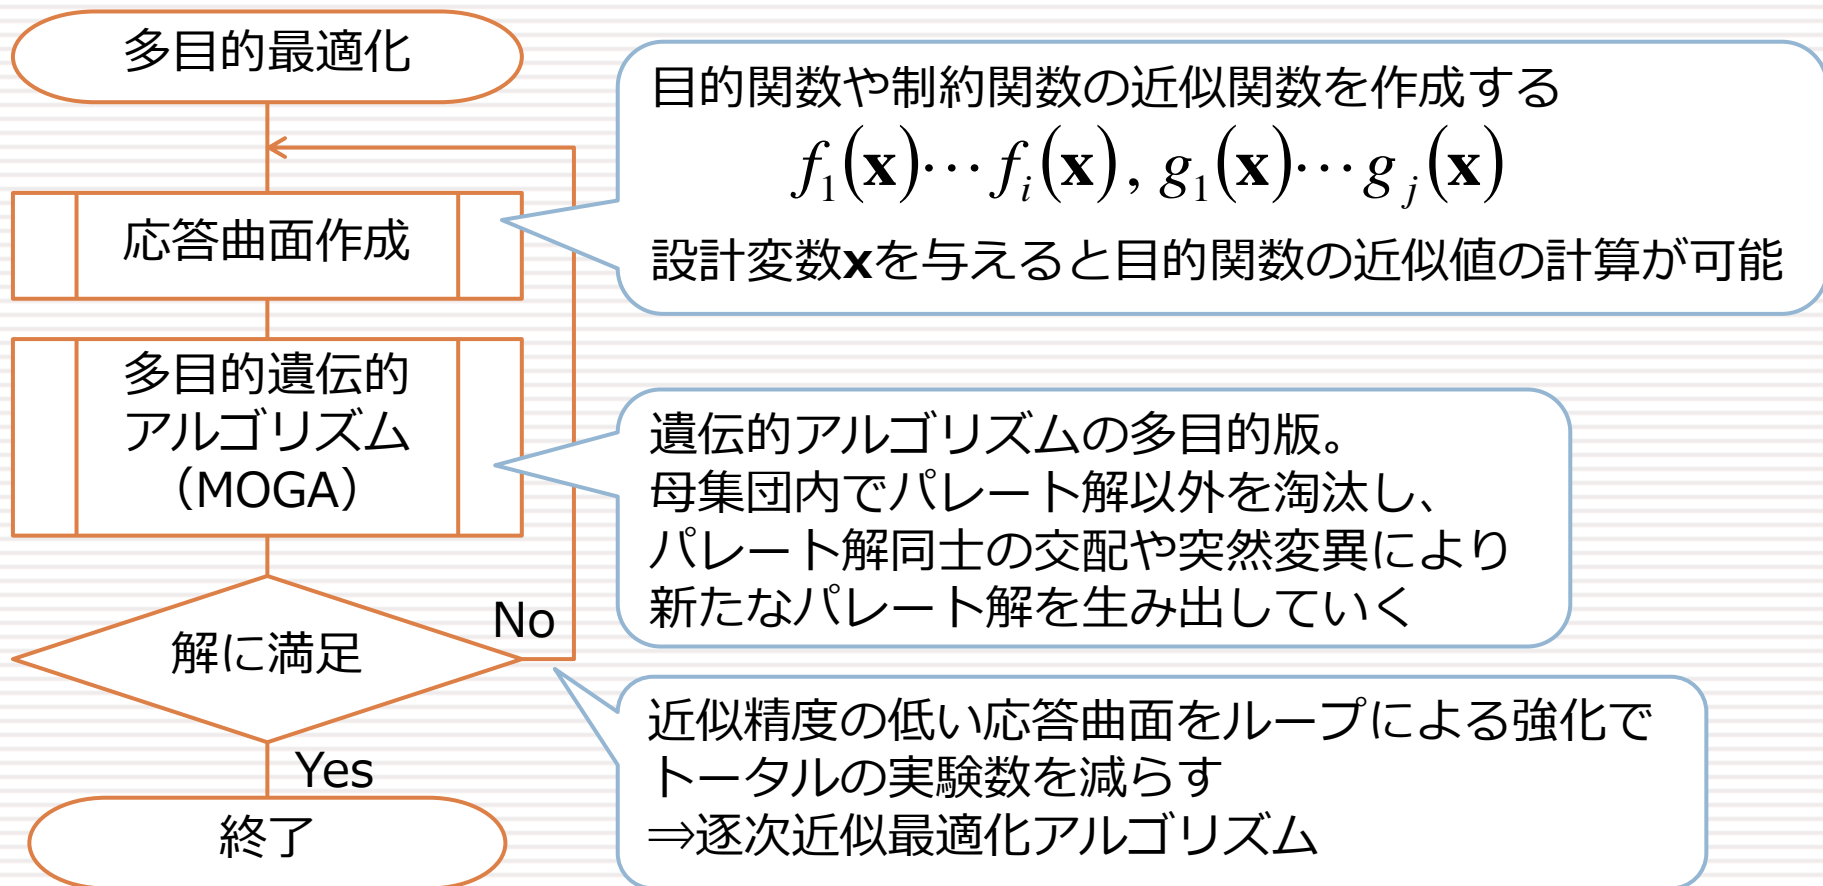 多目的最適化
応答曲面作成
多目的遺伝的
アルゴリズム
（MOGA）
解に満足
No
Yes
終了
目的関数や制約関数の近似関数を作成する
f₁(x)⋯fᵢ(x), g₁(x)⋯gⱼ(x)
設計変数xを与えると目的関数の近似値の計算が可能
遺伝的アルゴリズムの多目的版。
母集団内でパレート解以外を淘汰し、
パレート解同士の交配や突然変異により
新たなパレート解を生み出していく
近似精度の低い応答曲面をループによる強化で
トータルの実験数を減らす
⇒逐次近似最適化アルゴリズム